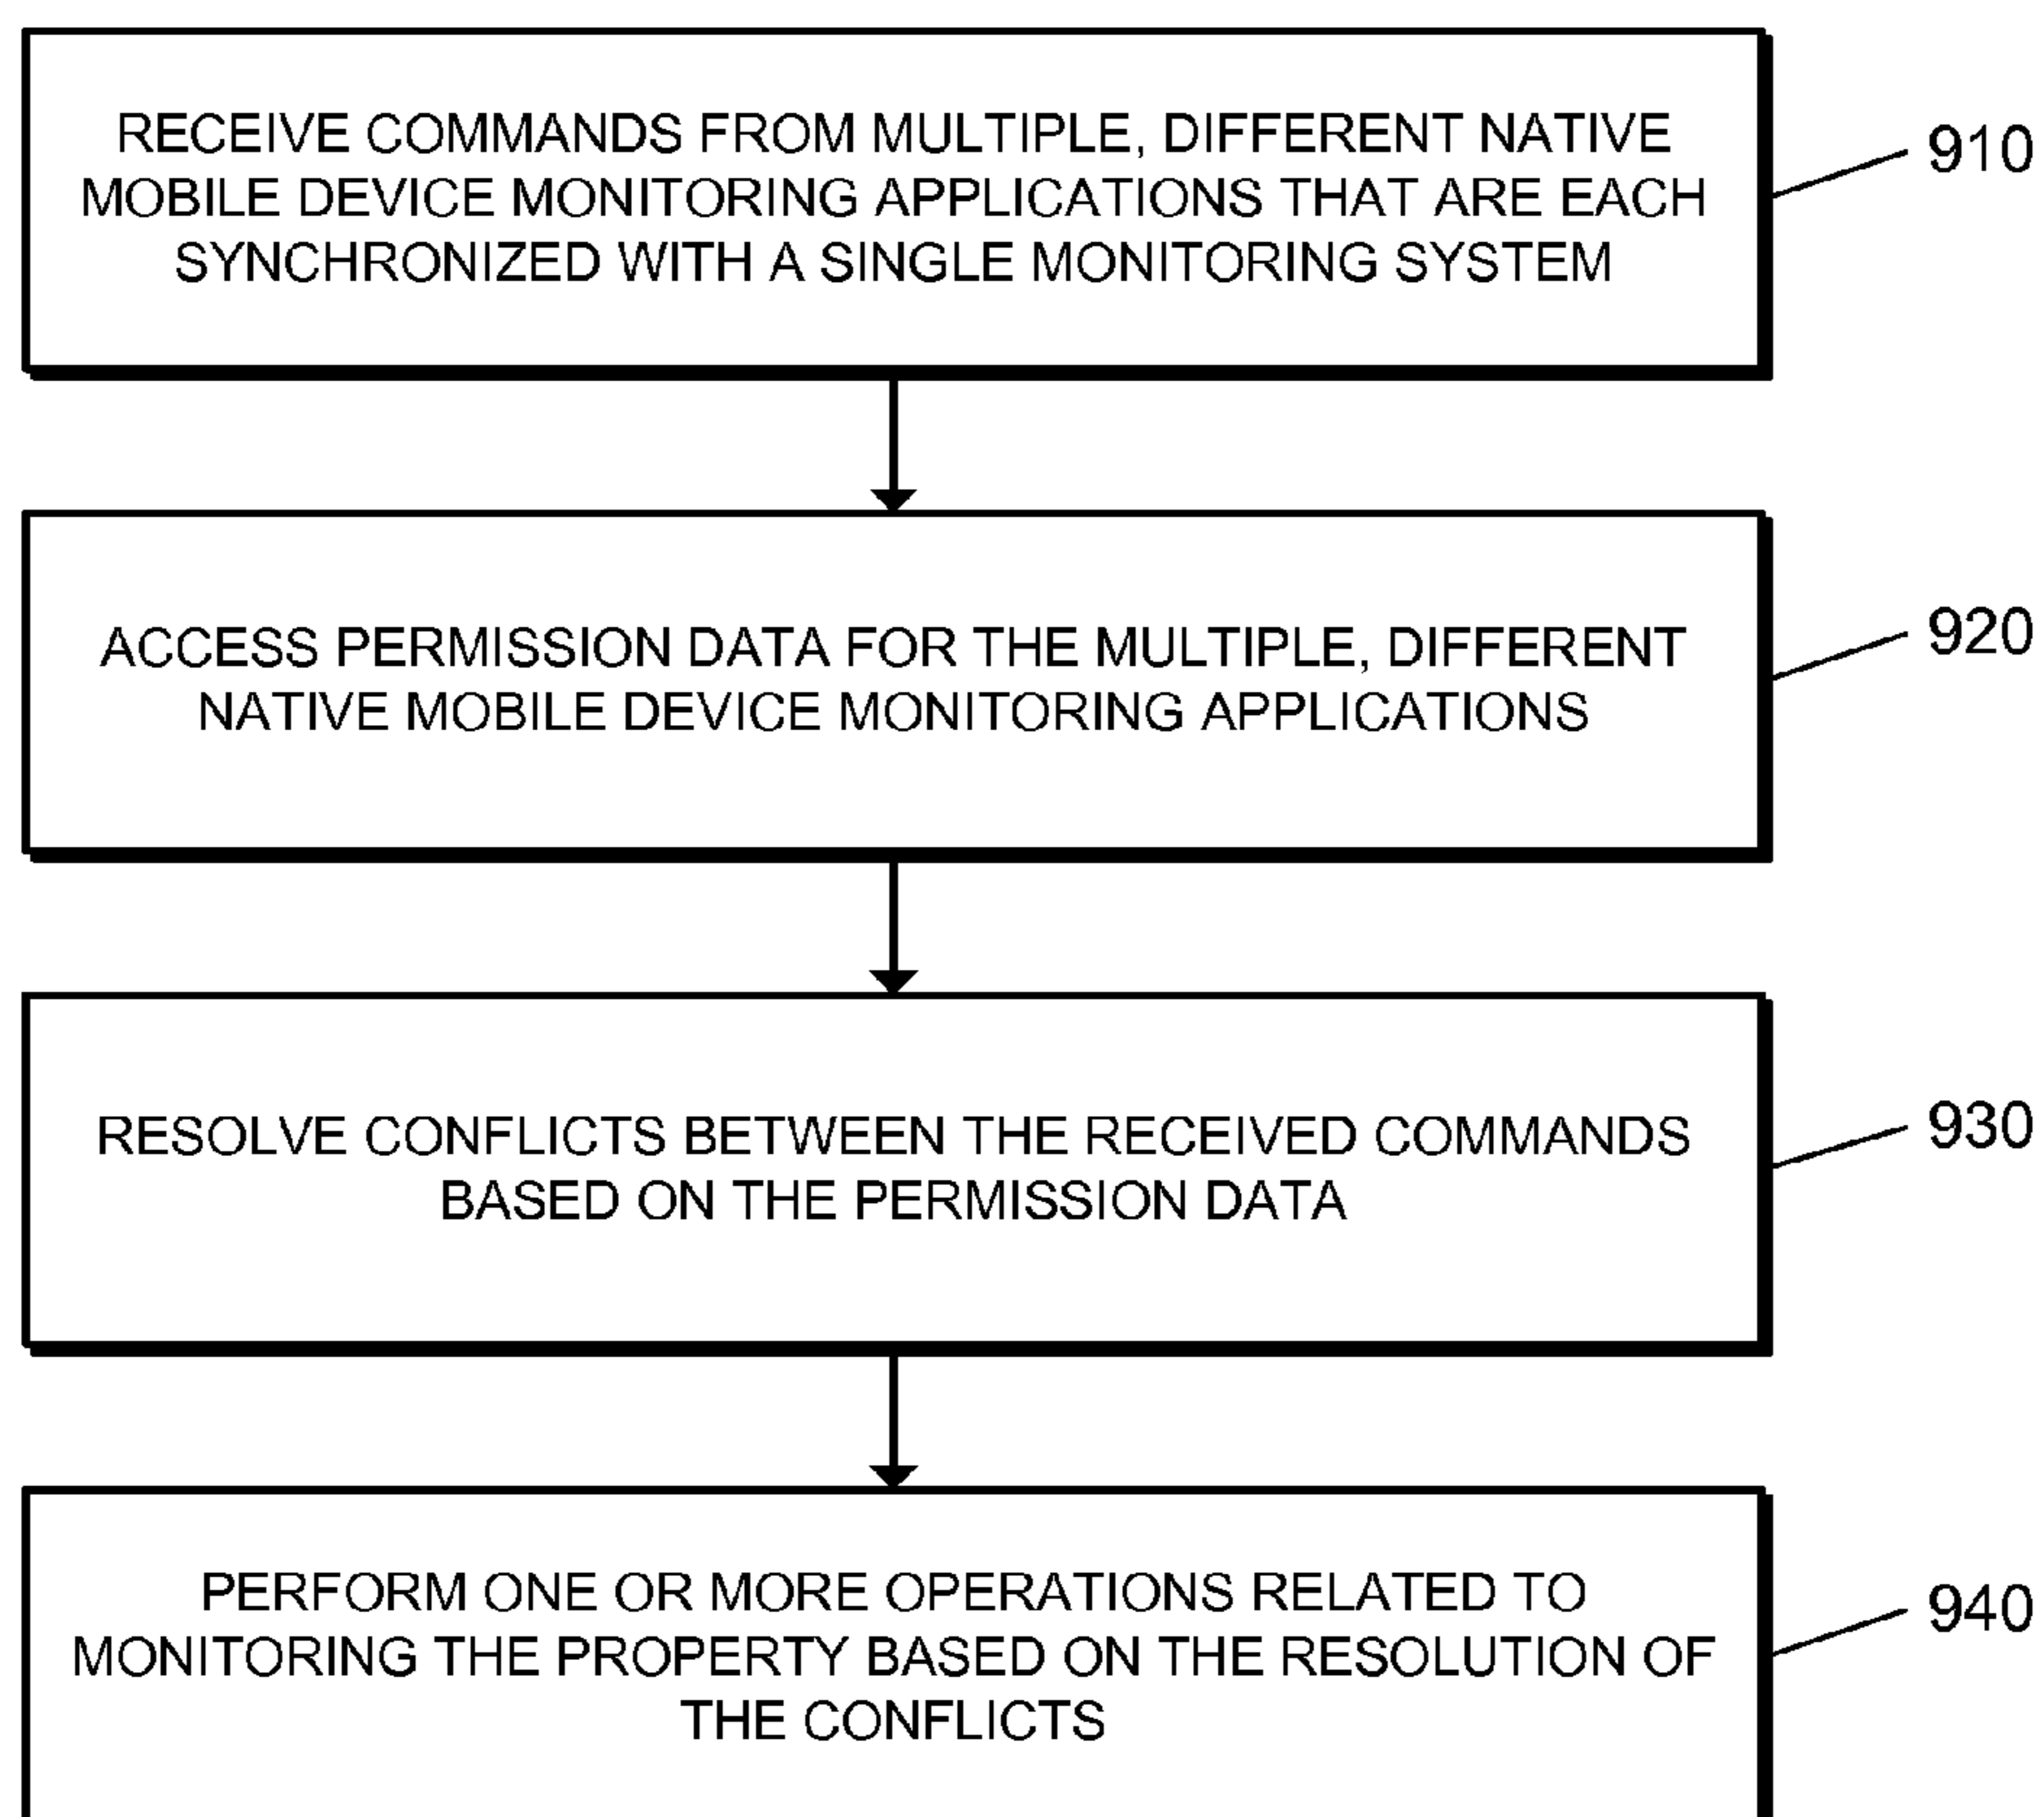 RECEIVE COMMANDS FROM MULTIPLE, DIFFERENT NATIVE
MOBILE DEVICE MONITORING APPLICATIONS THAT ARE EACH
SYNCHRONIZED WITH A SINGLE MONITORING SYSTEM
910
ACCESS PERMISSION DATA FOR THE MULTIPLE, DIFFERENT
NATIVE MOBILE DEVICE MONITORING APPLICATIONS
920
RESOLVE CONFLICTS BETWEEN THE RECEIVED COMMANDS
BASED ON THE PERMISSION DATA
930
PERFORM ONE OR MORE OPERATIONS RELATED TO
MONITORING THE PROPERTY BASED ON THE RESOLUTION OF
THE CONFLICTS
940